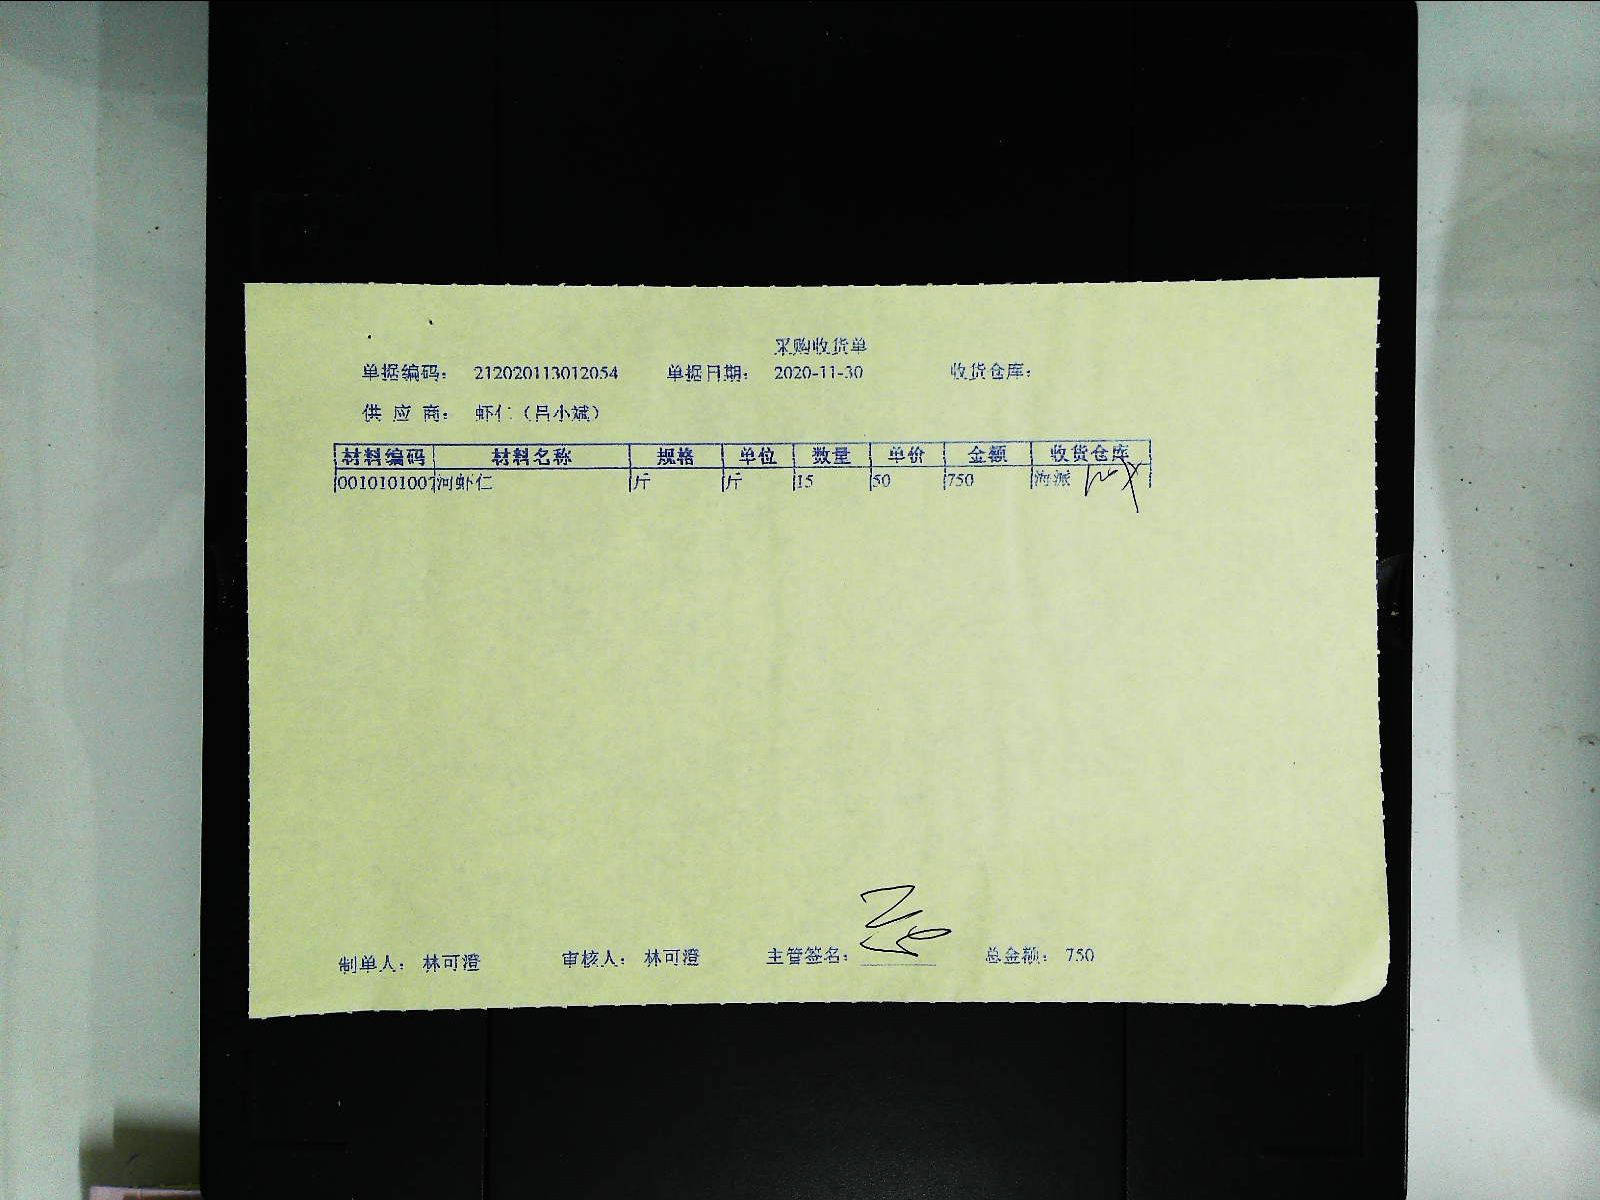 采购收货单
单据编码： 212020113012054 单据日期： 2020-11-30 收货仓库：
供 应 商： 虾仁（吕小斌）
材料编码 材料名称 规格 单位 数量 单价 金额 收货仓库
0010101007 河虾仁 斤 斤 15 50 750 海派
制单人： 林可澄 审核人： 林可澄 主管签名： 总金额： 750